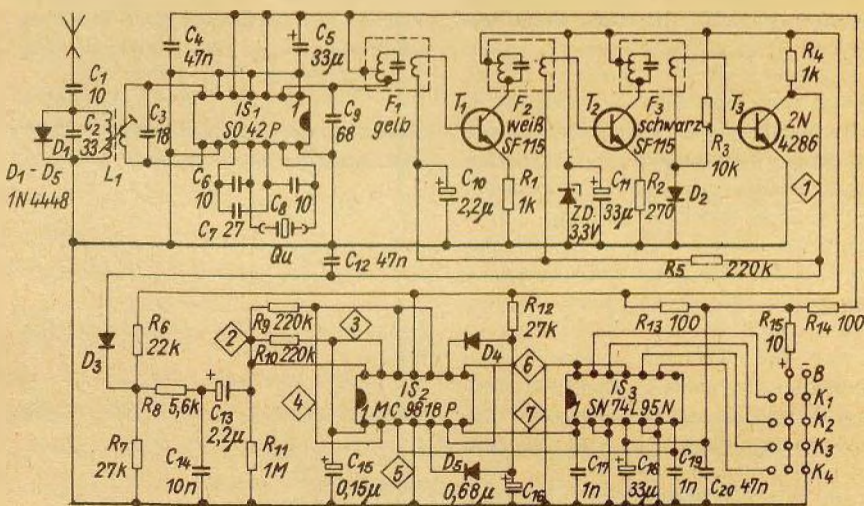 C1
10
D1
D1 - D5
1N4448
C2
33
L1
C3
18
C4
47n
C5
33µ
+
IS1
SO 42 P
1
C6
10
C7 27
C8
10
Qu
C9
68
F1
gelb
T1
C10
2,2µ
+
R1
1k
F2
weiß
SF115
T2
ZD
3,3V
C11
33µ
+
F3
schwarz
SF115
R2
270
D2
R3
10k
T3
R4
1k
2N
4286
1
R5
220k
C12 47n
D3
R6
22k
R7
27k
R8 5,6k
C13
2,2µ
+
C14
10n
2
R9 220k
R10 220k
3
4
R11
1M
IS2
1 MC 9818 P
C15
0,15µ
+
5
D4
R12
27k
D5
0,68µ
C16
+
6
7
IS3
1 SN 74L95N
C17
1n
C18
33µ
+
C19
1n
C20 47n
R13 100
R14 100
R15
10
+ -
B
K1
K2
K3
K4